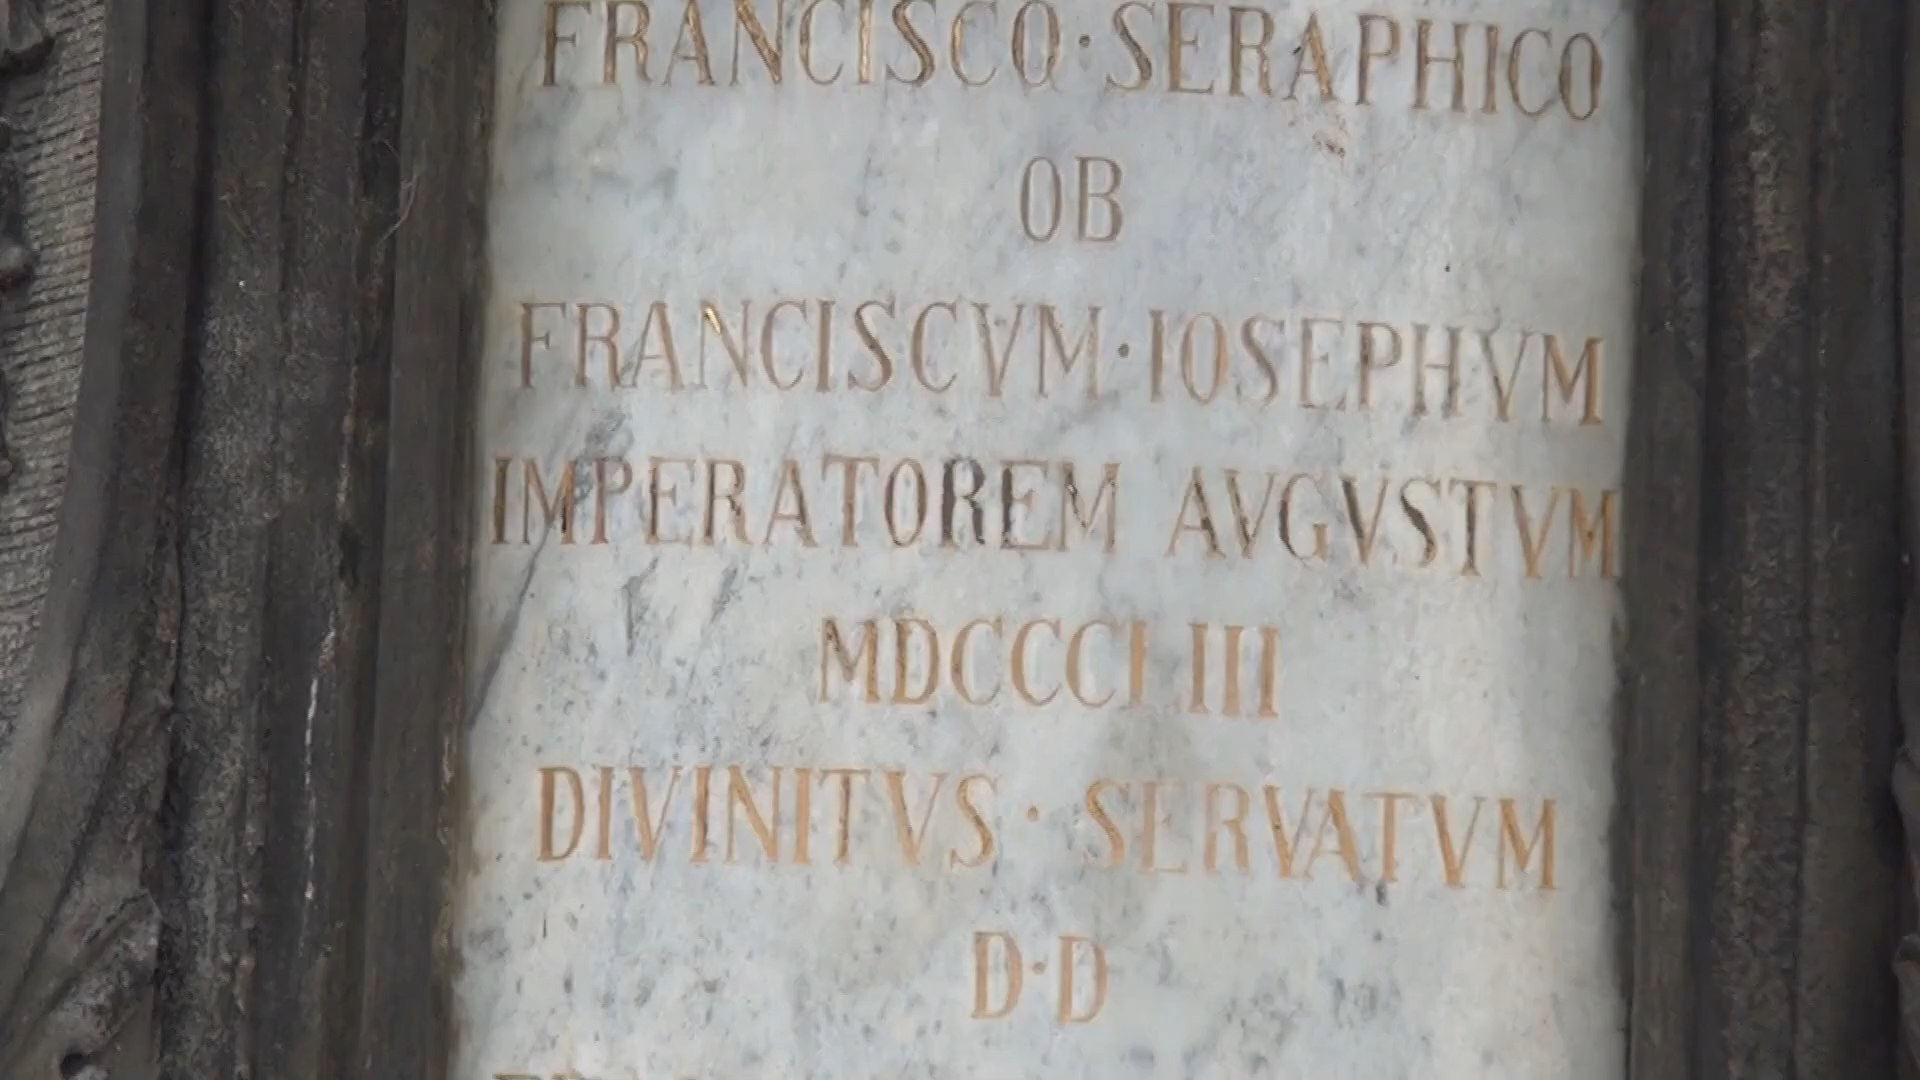 FRANCISCO · SERAPHICO
OB
FRANCISCVM · IOSEPHVM
IMPERATOREM AVGVSTVM
MDCCCLIII
DIVINITVS · SERVATVM
D · D